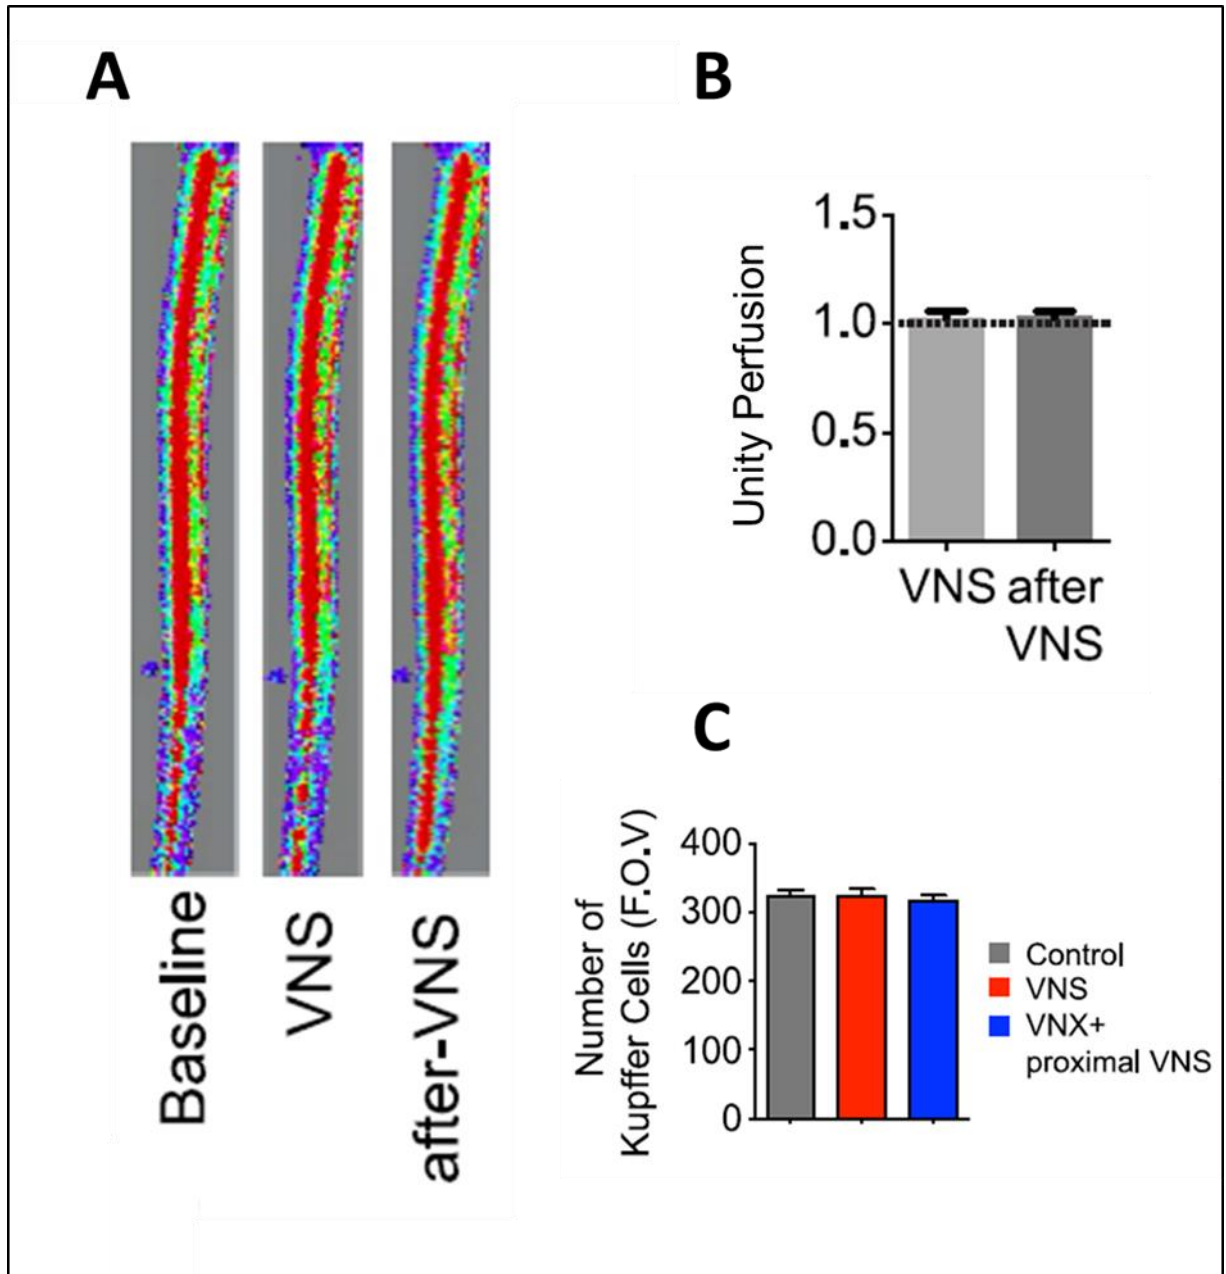 A
Baseline
VNS
after-VNS
B
Unity Perfusion
1.5
1.0
0.5
0.0
VNS after
VNS
C
Number of
Kupffer Cells (F.O.V)
400
300
200
100
0
Control
VNS
VNX+
proximal VNS